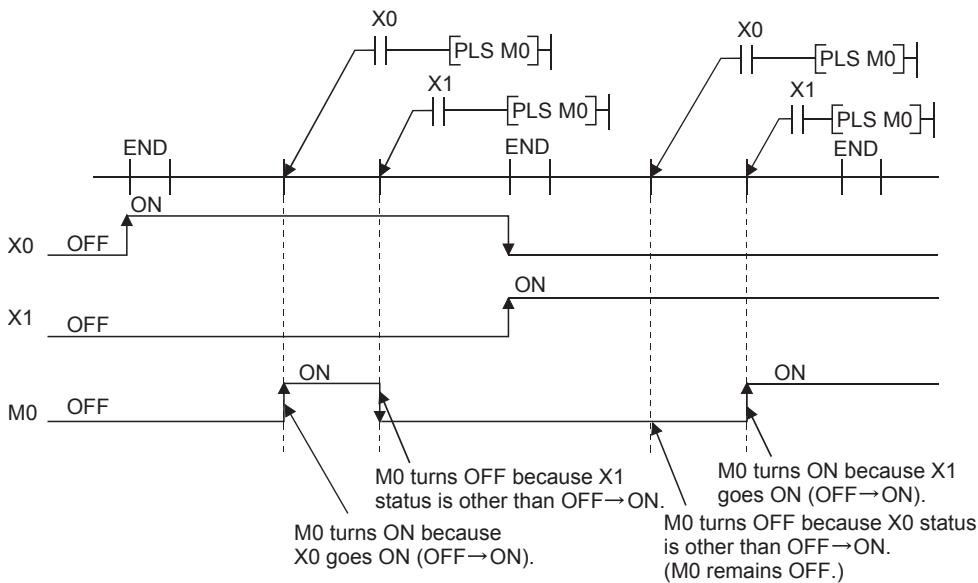 X0
[PLS M0]
X1
[PLS M0]
X0
[PLS M0]
X1
[PLS M0]
END
END
END
ON
X0 OFF
ON
X1 OFF
ON
ON
M0 OFF
M0 turns OFF because X1
status is other than OFF→ON.
M0 turns ON because
X0 goes ON (OFF→ON).
M0 turns ON because X1
goes ON (OFF→ON).
M0 turns OFF because X0 status
is other than OFF→ON.
(M0 remains OFF.)